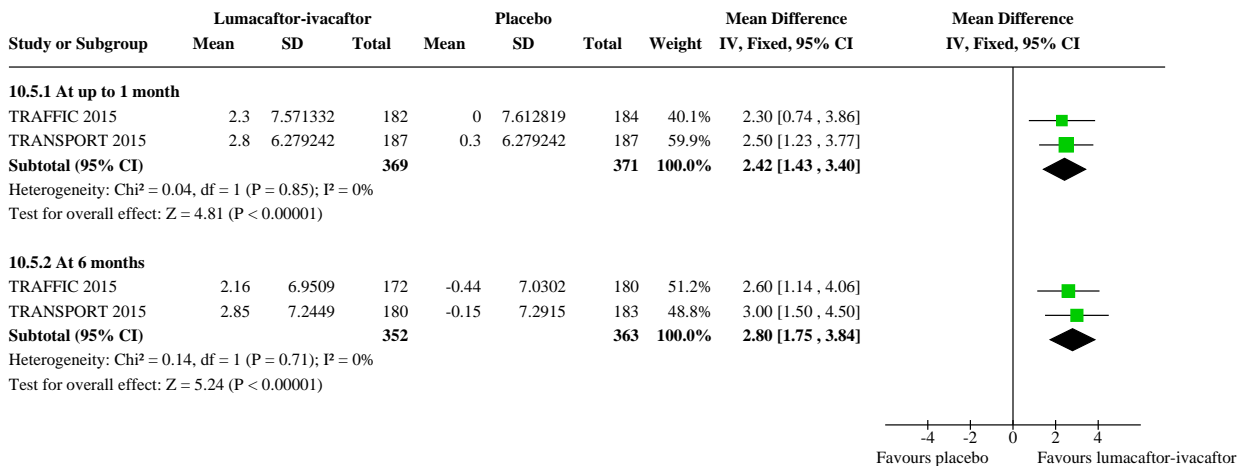 Lumacaftor-ivacaftor Placebo Mean Difference Mean Difference
Study or Subgroup Mean SD Total Mean SD Total Weight IV, Fixed, 95% CI IV, Fixed, 95% CI
10.5.1 At up to 1 month
TRAFFIC 2015 2.3 7.571332 182 0 7.612819 184 40.1% 2.30 [0.74 , 3.86]
TRANSPORT 2015 2.8 6.279242 187 0.3 6.279242 187 59.9% 2.50 [1.23 , 3.77]
Subtotal (95% CI) 369 371 100.0% 2.42 [1.43 , 3.40]
Heterogeneity: Chi² = 0.04, df = 1 (P = 0.85); I² = 0%
Test for overall effect: Z = 4.81 (P < 0.00001)
10.5.2 At 6 months
TRAFFIC 2015 2.16 6.9509 172 -0.44 7.0302 180 51.2% 2.60 [1.14 , 4.06]
TRANSPORT 2015 2.85 7.2449 180 -0.15 7.2915 183 48.8% 3.00 [1.50 , 4.50]
Subtotal (95% CI) 352 363 100.0% 2.80 [1.75 , 3.84]
Heterogeneity: Chi² = 0.14, df = 1 (P = 0.71); I² = 0%
Test for overall effect: Z = 5.24 (P < 0.00001)
-4 -2 0 2 4
Favours placebo Favours lumacaftor-ivacaftor